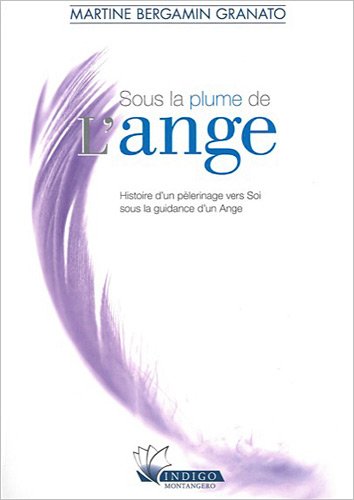 MARTINE BERGAMIN GRANATO
Sous la plume de
L'ange
Histoire d'un pèlerinage vers Soi
sous la guidance d'un Ange
INDIGO
MONTANGERO